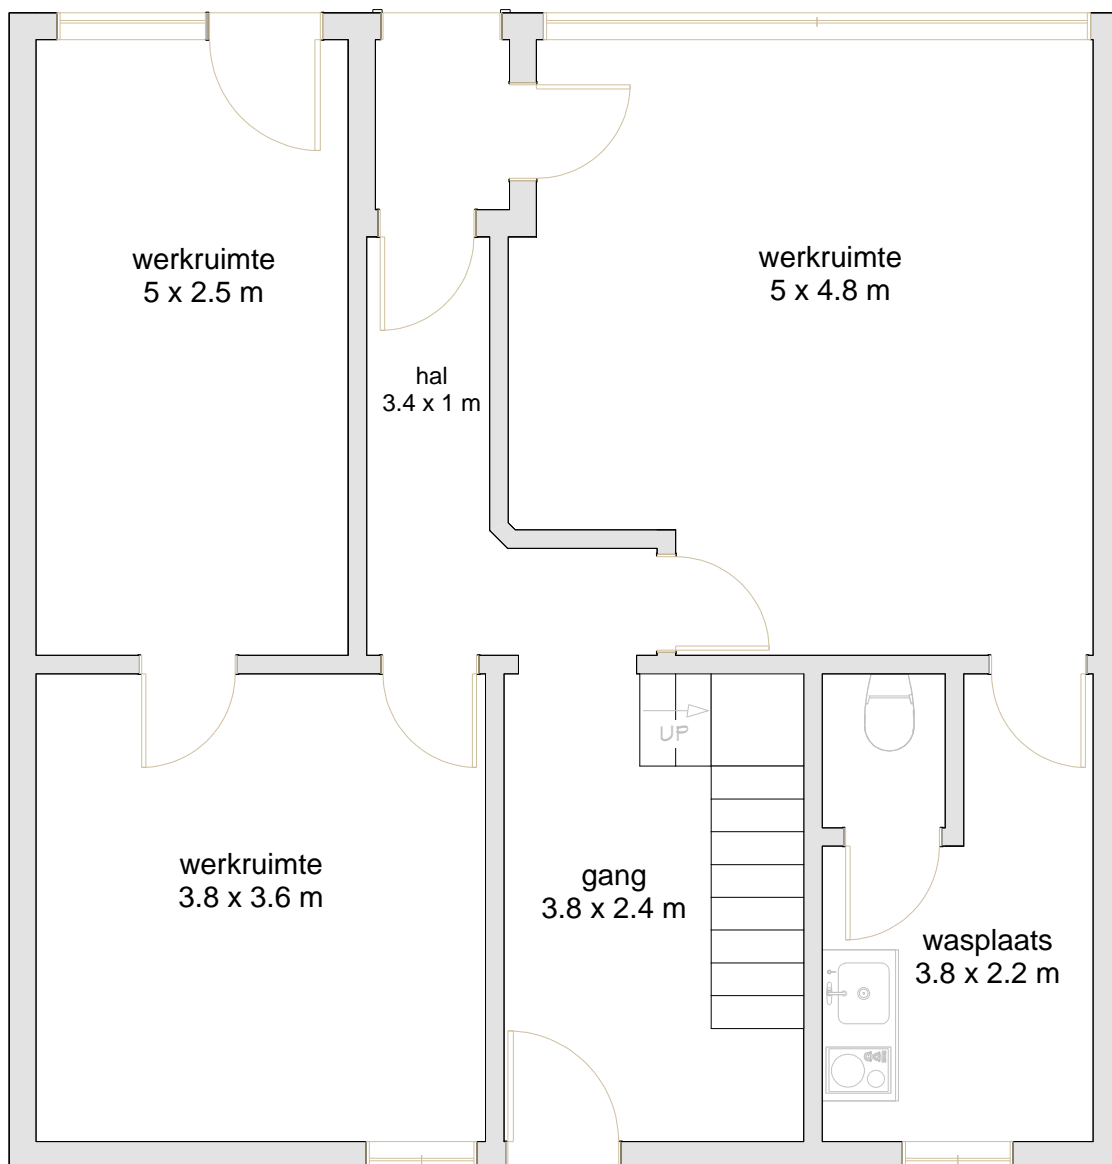 werkruimte
5 x 2.5 m
werkruimte
5 x 4.8 m
hal
3.4 x 1 m
UP
werkruimte
3.8 x 3.6 m
gang
3.8 x 2.4 m
wasplaats
3.8 x 2.2 m